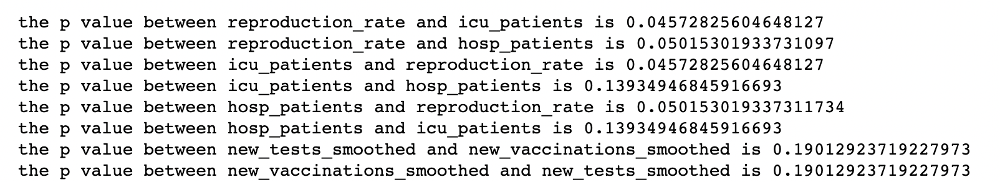 the p value between reproduction_rate and icu_patients is 0.04572825604648127
the p value between reproduction_rate and hosp_patients is 0.05015301933731097
the p value between icu_patients and reproduction_rate is 0.04572825604648127
the p value between icu_patients and hosp_patients is 0.13934946845916693
the p value between hosp_patients and reproduction_rate is 0.050153019337311734
the p value between hosp_patients and icu_patients is 0.13934946845916693
the p value between new_tests_smoothed and new_vaccinations_smoothed is 0.19012923719227973
the p value between new_vaccinations_smoothed and new_tests_smoothed is 0.19012923719227973